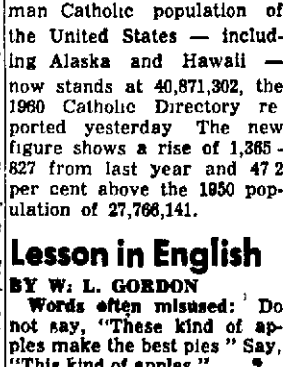 man Catholic population of
the United States — includ-
ing Alaska and Hawaii —
now stands at 40,871,302, the
1960 Catholic Directory re
ported yesterday The new
figure shows a rise of 1,365-
827 from last year and 47 2
per cent above the 1950 pop-
ulation of 27,766,141.
Lesson in English
BY W. L. GORDON
Words often misused: Do
not say, "These kind of ap-
ples make the best pies " Say,
"This kind of apples "